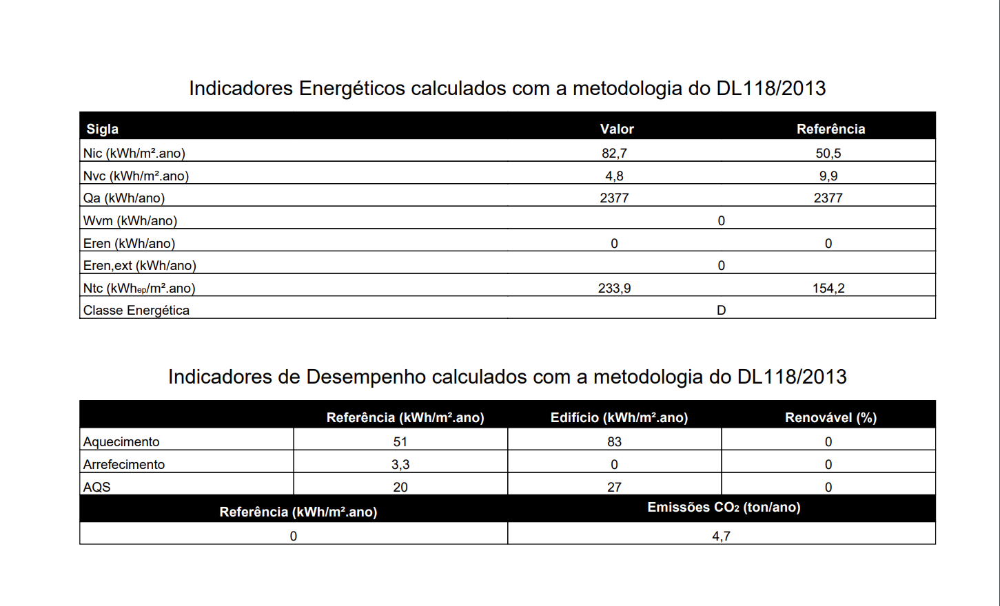 Indicadores Energéticos calculados com a metodologia do DL118/2013
Sigla Valor Referência
Nic (kWh/m².ano) 82,7 50,5
Nvc (kWh/m².ano) 4,8 9,9
Qa (kWh/ano) 2377 2377
Wvm (kWh/ano) 0
Eren (kWh/ano) 0 0
Eren,ext (kWh/ano) 0
Ntc (kWhep/m².ano) 233,9 154,2
Classe Energética D
Indicadores de Desempenho calculados com a metodologia do DL118/2013
Referência (kWh/m².ano) Edifício (kWh/m².ano) Renovável (%)
Aquecimento 51 83 0
Arrefecimento 3,3 0 0
AQS 20 27 0
Referência (kWh/m².ano) Emissões CO2 (ton/ano)
0 4,7